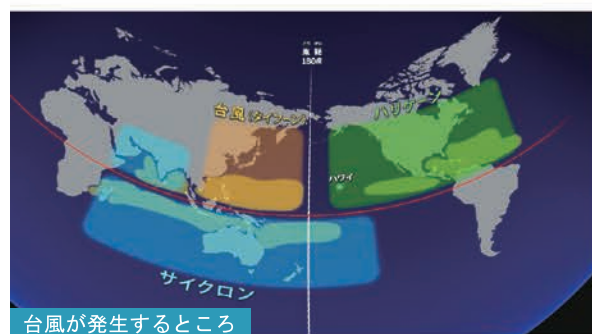 東経
180度
台風(タイフーン)
ハリケーン
ハワイ
サイクロン
台風が発生するところ